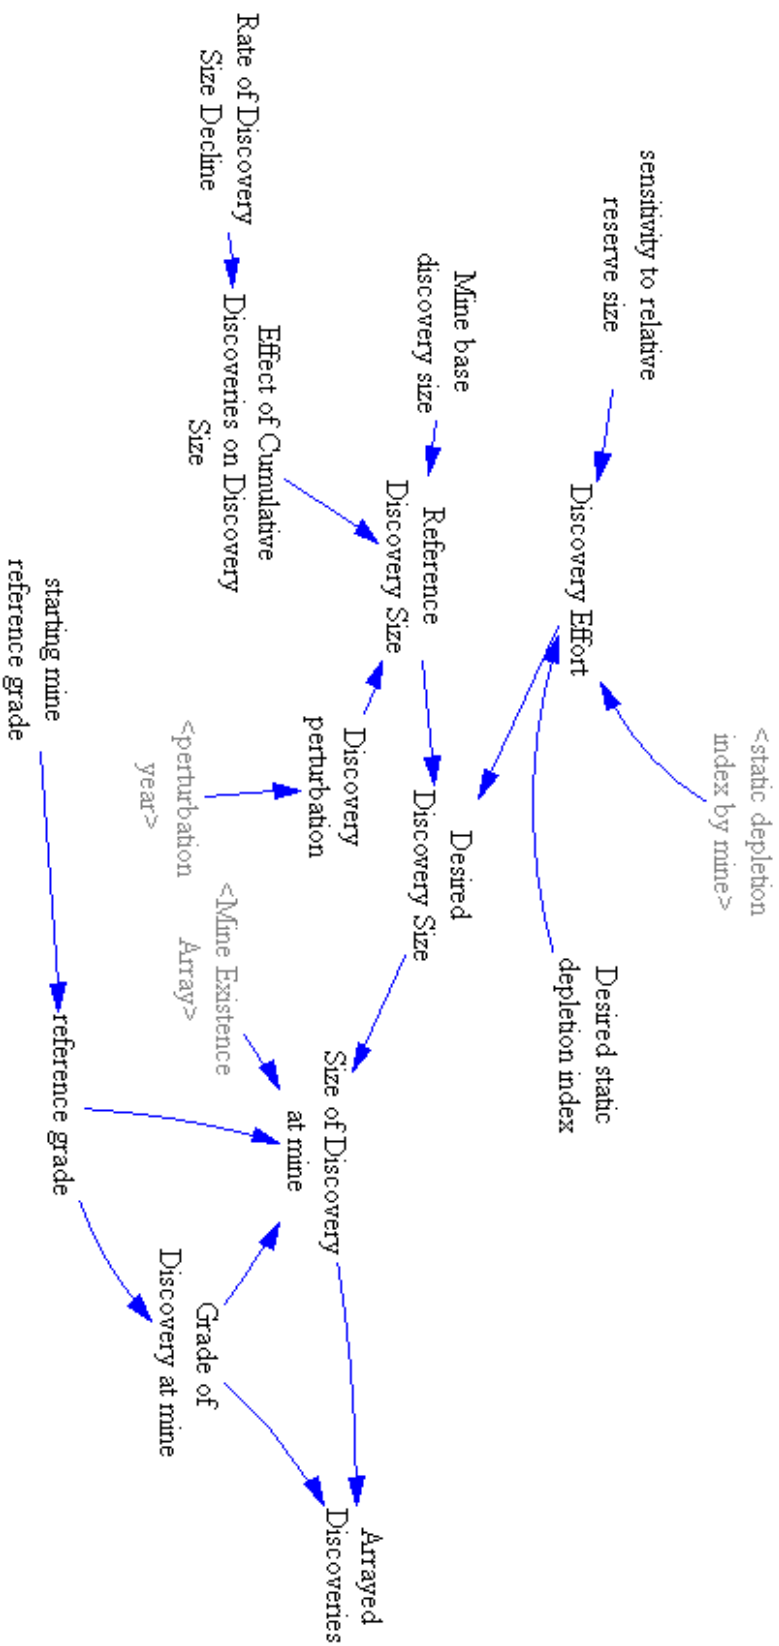 <static depletion
index by mine>
sensitivity to relative
reserve size
Discovery Effort
Desired static
depletion index
Mine base
discovery size
Reference
Discovery Size
Desired
Discovery Size
Rate of Discovery
Size Decline
Effect of Cumulative
Discoveries on Discovery
Size
Discovery
perturbation
<perturbation
year>
<Mine Existence
Array>
Size of Discovery
at mine
Arrayed
Discoveries
Grade of
Discovery at mine
starting mine
reference grade
reference grade